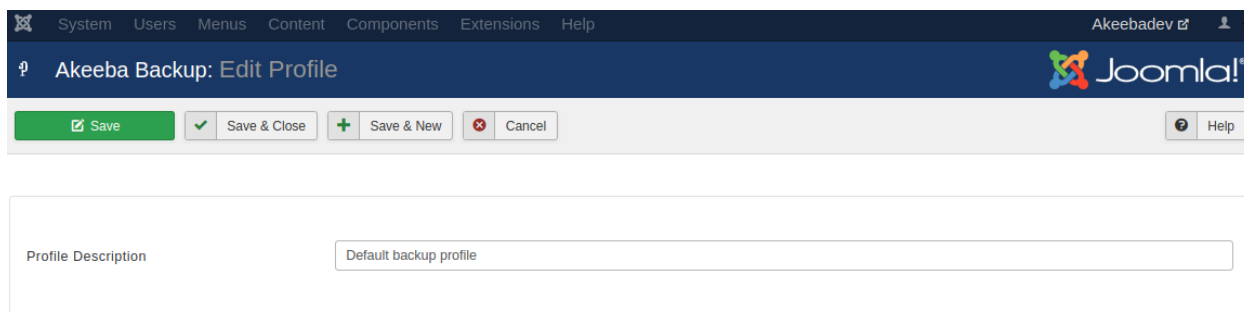 System Users Menus Content Components Extensions Help Akeebadev
Akeeba Backup: Edit Profile Joomla!®
Save Save & Close Save & New Cancel Help
Profile Description Default backup profile